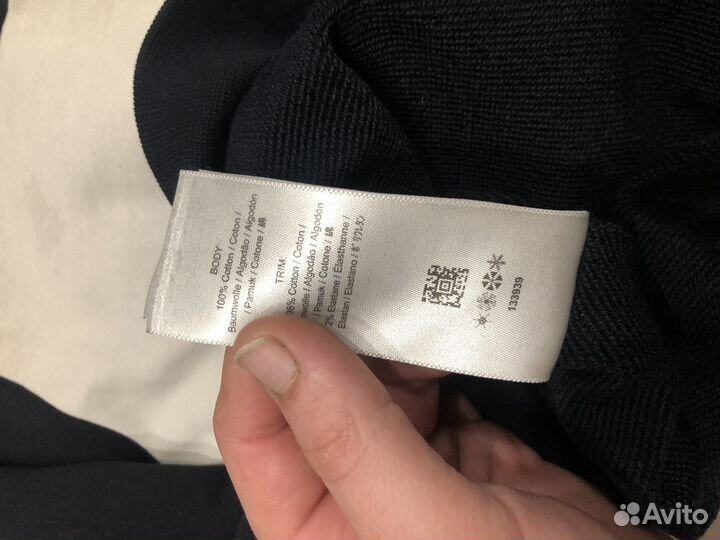 BODY
100% Cotton / Coton /
Baumwolle / Algodão / Algodón
/ Pamuk / Cotone / 綿
TRIM:
98% Cotton / Coton /
Baumwolle / Algodão / Algodón
/ Pamuk / Cotone / 綿
2% Elastane / Elasthanne /
Elastan / Elastano / ポリウレタン
133939
Avito